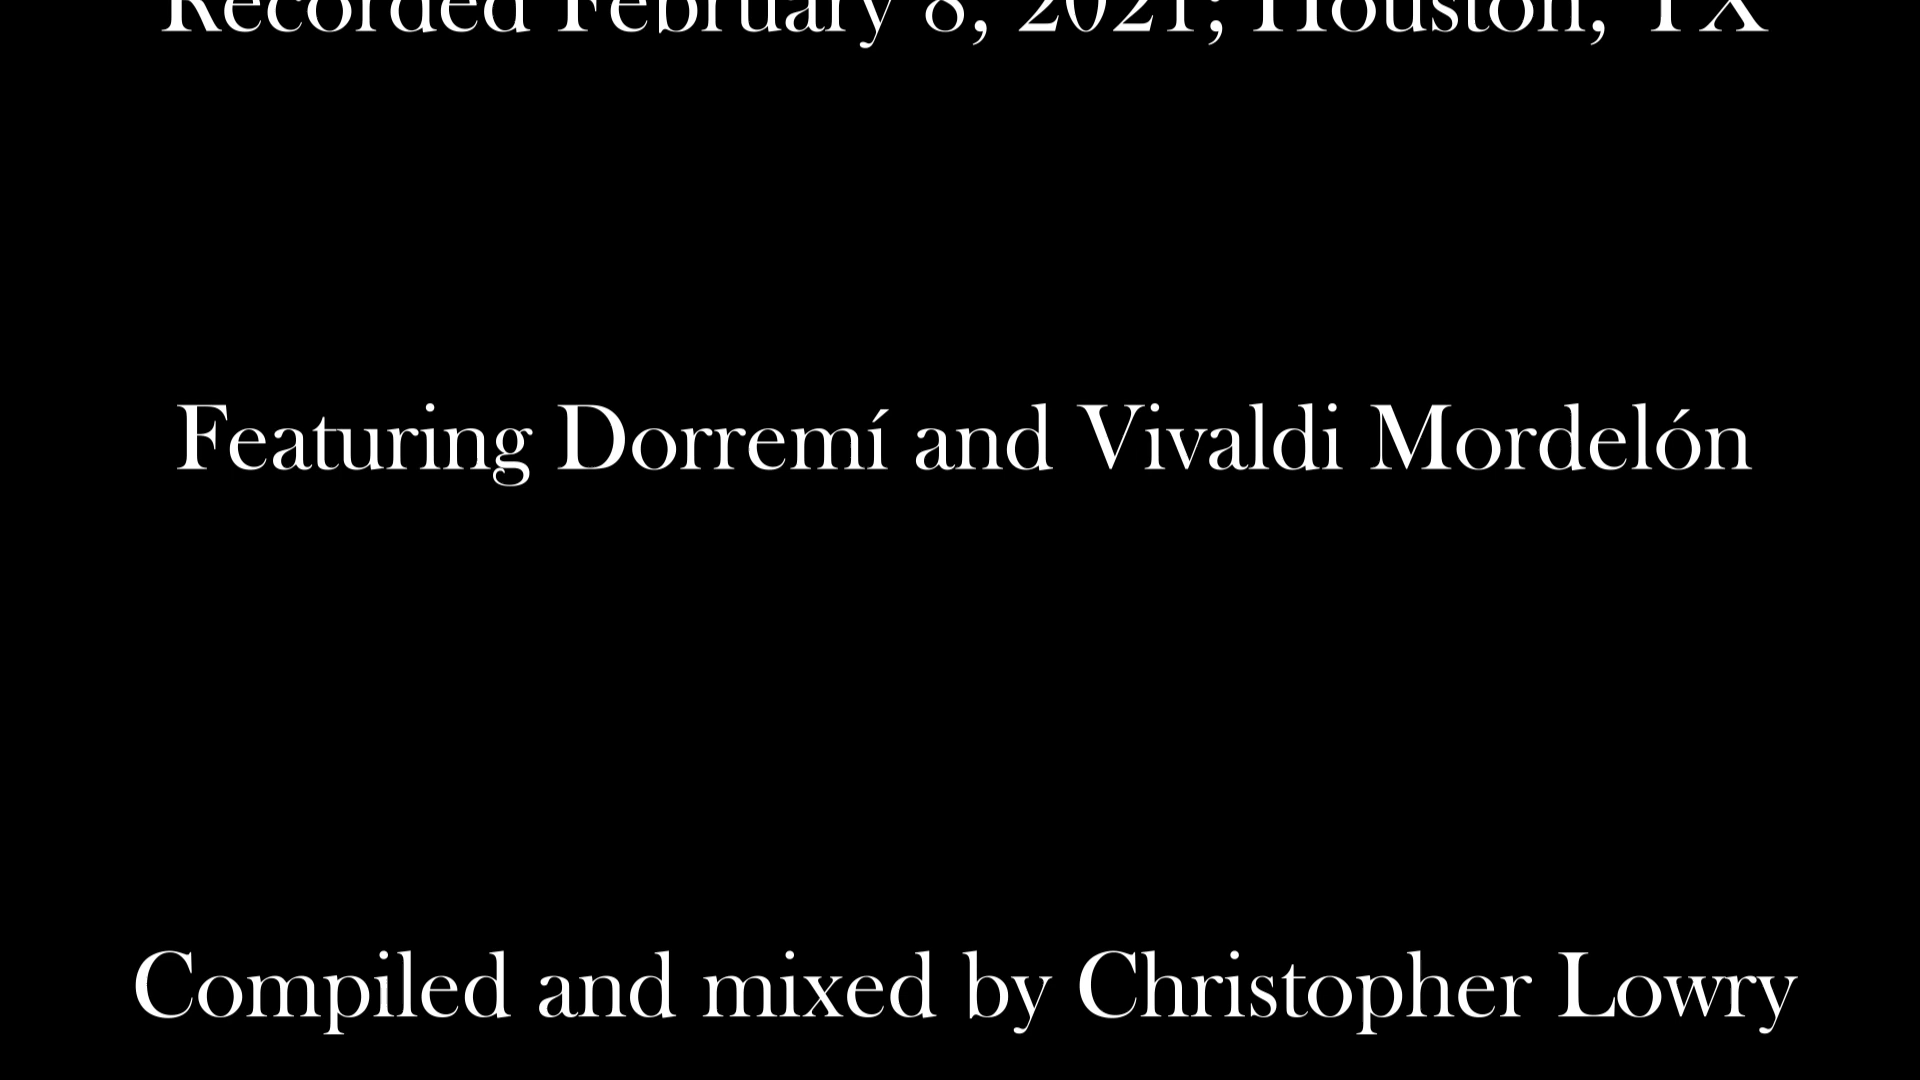 Recorded February 8, 2021; Houston, TX
Featuring Dorremí and Vivaldi Mordelón
Compiled and mixed by Christopher Lowry